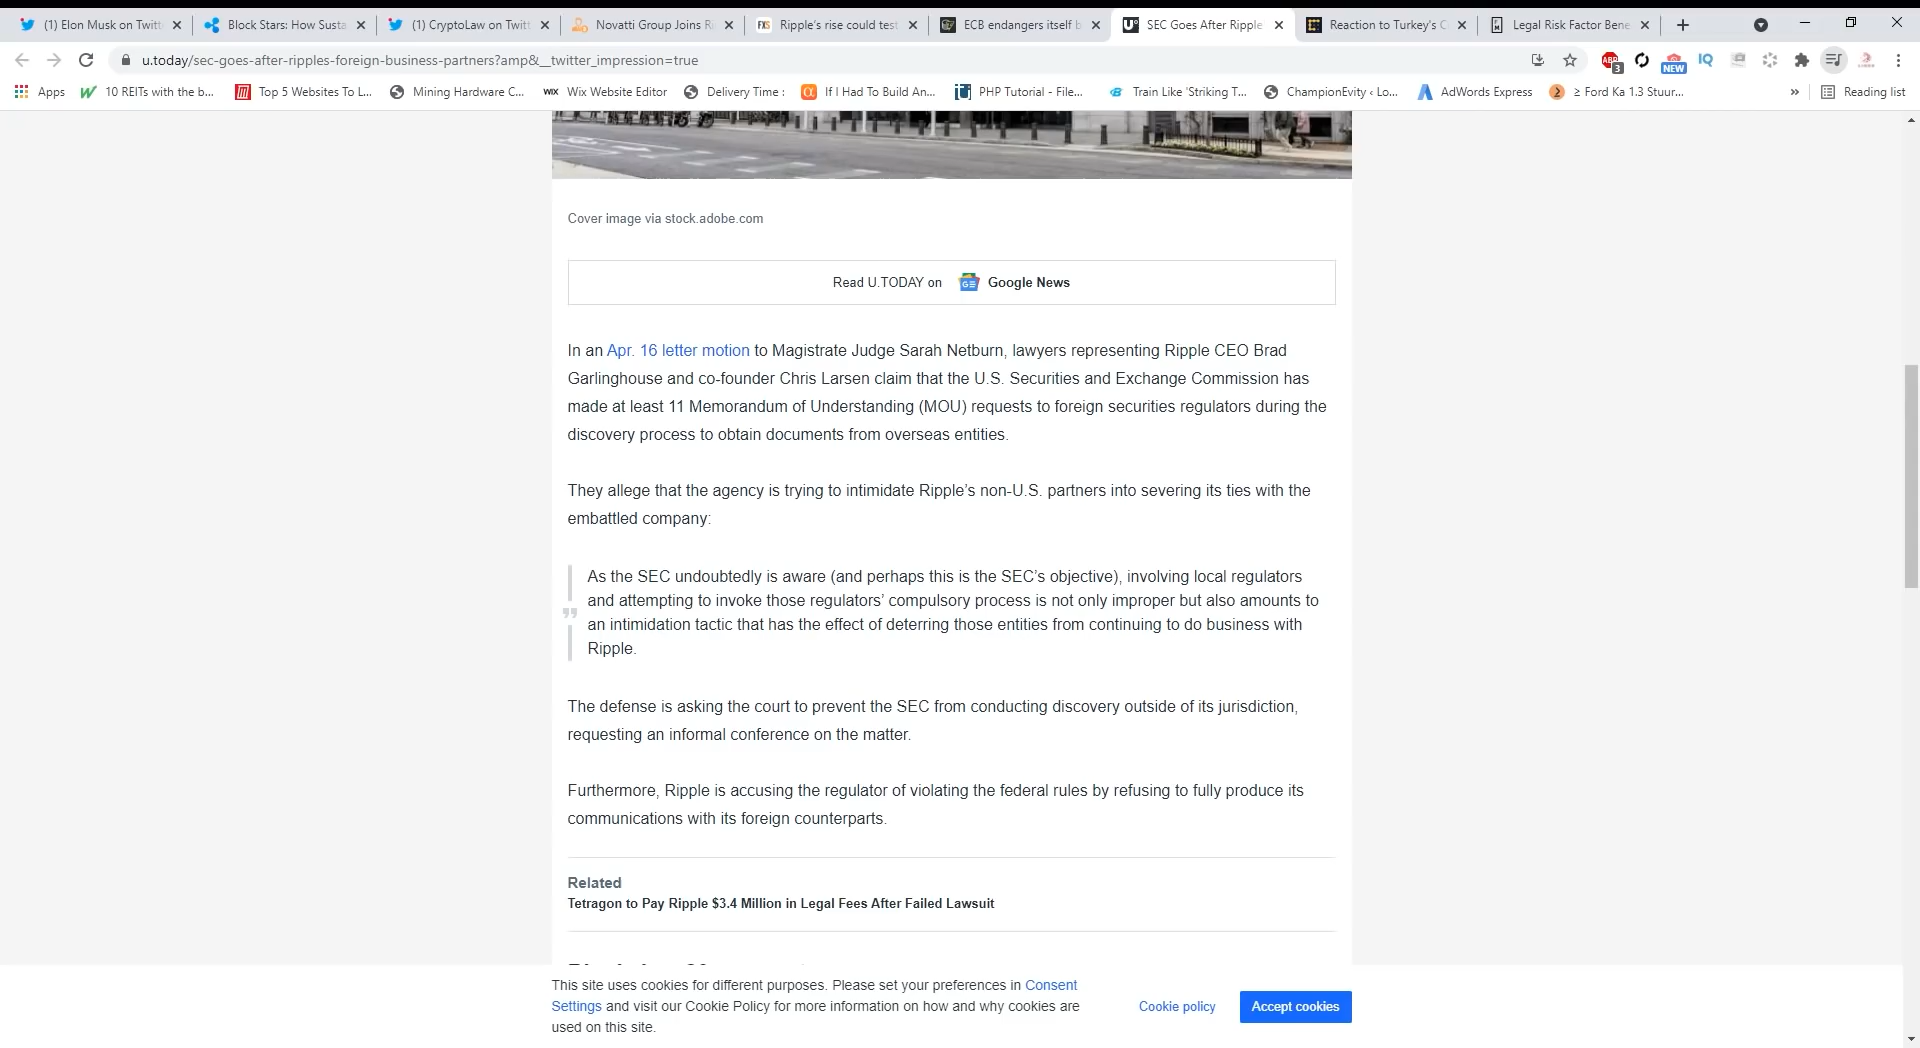 (1) Elon Musk on Twitt
Block Stars: How Susta
(1) CryptoLaw on Twitt
Novatti Group Joins Ri
Ripple's rise could test
ECB endangers itself b
SEC Goes After Ripple
Reaction to Turkey's C
Legal Risk Factor Bene
u.today/sec-goes-after-ripples-foreign-business-partners?amp&__twitter_impression=true
ABP
3
NEW
IQ
Apps
10 REITs with the b...
Top 5 Websites To L...
Mining Hardware C...
WIX
Wix Website Editor
Delivery Time :
If I Had To Build An...
PHP Tutorial - File...
Train Like 'Striking T...
ChampionEvity ‹ Lo...
AdWords Express
≥ Ford Ka 1.3 Stuur...
»
Reading list
Cover image via stock.adobe.com
Read U.TODAY on Google News
In an Apr. 16 letter motion to Magistrate Judge Sarah Netburn, lawyers representing Ripple CEO Brad
Garlinghouse and co-founder Chris Larsen claim that the U.S. Securities and Exchange Commission has
made at least 11 Memorandum of Understanding (MOU) requests to foreign securities regulators during the
discovery process to obtain documents from overseas entities.
They allege that the agency is trying to intimidate Ripple's non-U.S. partners into severing its ties with the
embattled company:
As the SEC undoubtedly is aware (and perhaps this is the SEC's objective), involving local regulators
and attempting to invoke those regulators' compulsory process is not only improper but also amounts to
an intimidation tactic that has the effect of deterring those entities from continuing to do business with
Ripple.
The defense is asking the court to prevent the SEC from conducting discovery outside of its jurisdiction,
requesting an informal conference on the matter.
Furthermore, Ripple is accusing the regulator of violating the federal rules by refusing to fully produce its
communications with its foreign counterparts.
Related
Tetragon to Pay Ripple $3.4 Million in Legal Fees After Failed Lawsuit
This site uses cookies for different purposes. Please set your preferences in Consent
Settings and visit our Cookie Policy for more information on how and why cookies are
used on this site.
Cookie policy
Accept cookies